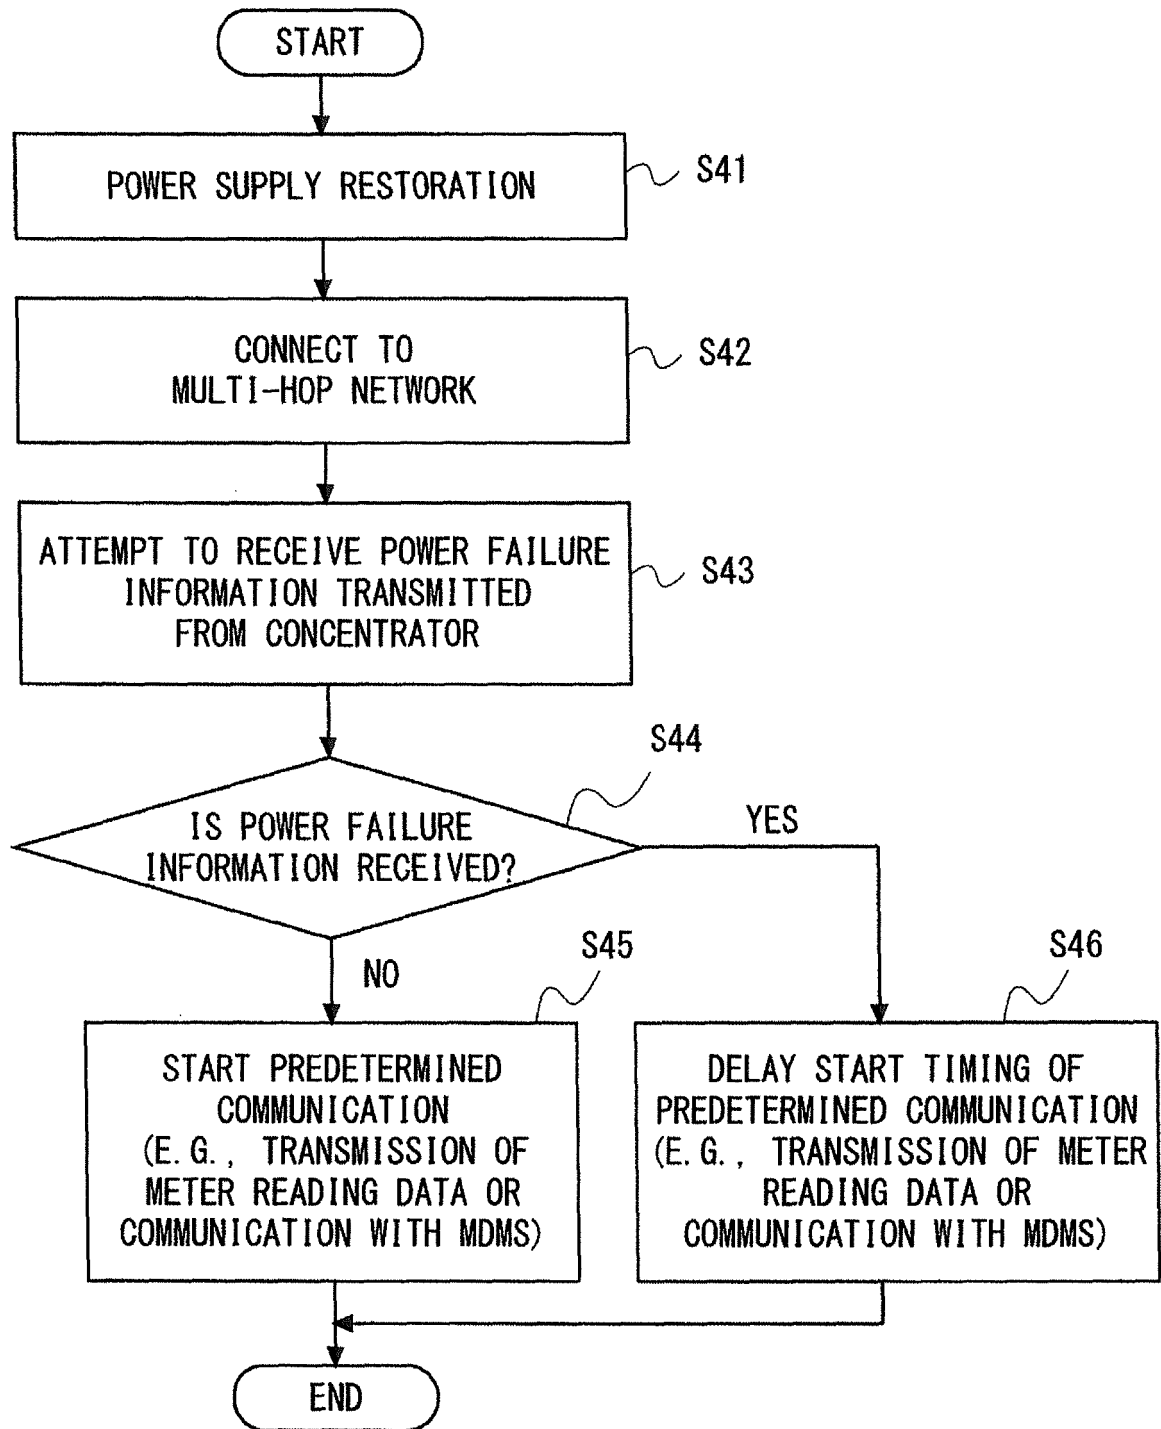 START
POWER SUPPLY RESTORATION
S41
CONNECT TO
MULTI-HOP NETWORK
S42
ATTEMPT TO RECEIVE POWER FAILURE
INFORMATION TRANSMITTED
FROM CONCENTRATOR
S43
S44
IS POWER FAILURE
INFORMATION RECEIVED?
YES
NO
S45
START PREDETERMINED
COMMUNICATION
(E.G., TRANSMISSION OF
METER READING DATA OR
COMMUNICATION WITH MDMS)
S46
DELAY START TIMING OF
PREDETERMINED COMMUNICATION
(E.G., TRANSMISSION OF METER
READING DATA OR
COMMUNICATION WITH MDMS)
END